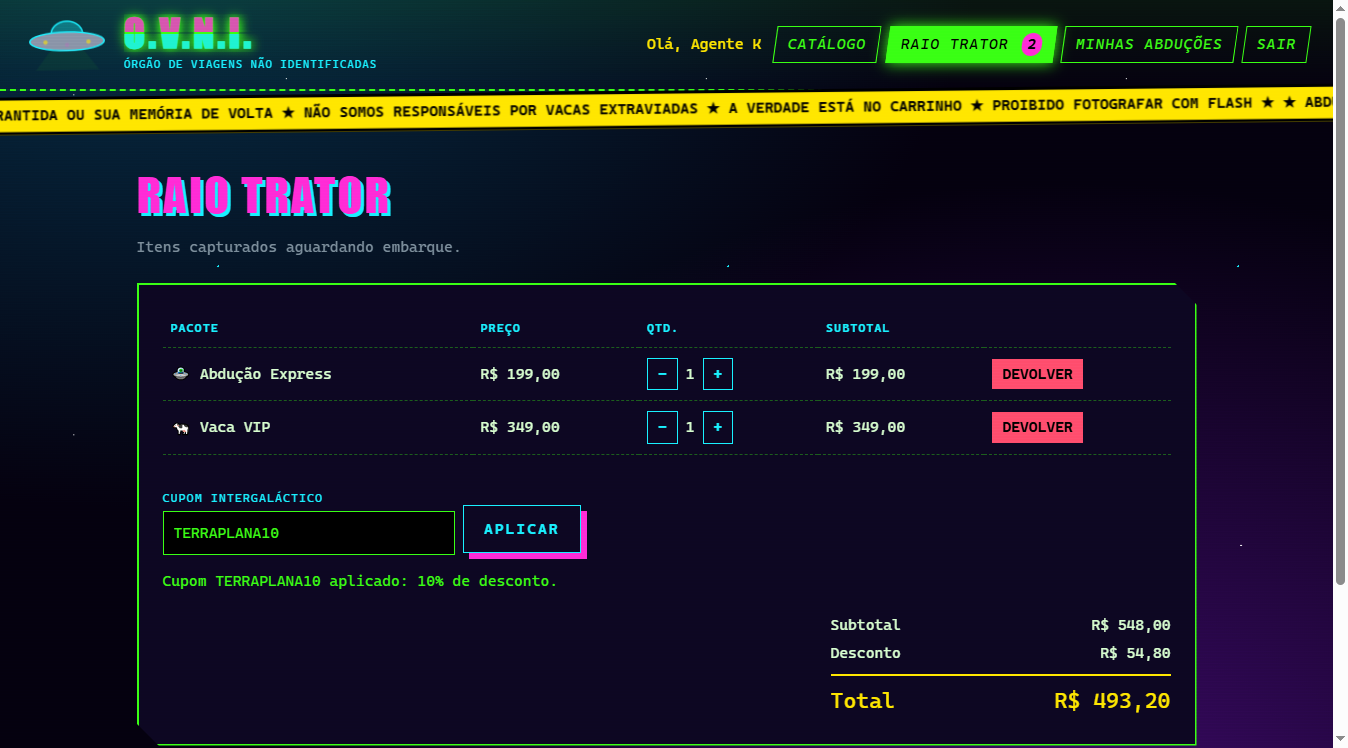 O.V.N.I.
ÓRGÃO DE VIAGENS NÃO IDENTIFICADAS
Olá, Agente K
CATÁLOGO
RAIO TRATOR 2
MINHAS ABDUÇÕES
SAIR
RANTIDA OU SUA MEMÓRIA DE VOLTA ★ NÃO SOMOS RESPONSÁVEIS POR VACAS EXTRAVIADAS ★ A VERDADE ESTÁ NO CARRINHO ★ PROIBIDO FOTOGRAFAR COM FLASH ★ ★ ABD
RAIO TRATOR
Itens capturados aguardando embarque.
PACOTE PREÇO QTD. SUBTOTAL
Abdução Express R$ 199,00 − 1 + R$ 199,00 DEVOLVER
Vaca VIP R$ 349,00 − 1 + R$ 349,00 DEVOLVER
CUPOM INTERGALÁCTICO
TERRAPLANA10 APLICAR
Cupom TERRAPLANA10 aplicado: 10% de desconto.
Subtotal R$ 548,00
Desconto R$ 54,80
Total R$ 493,20